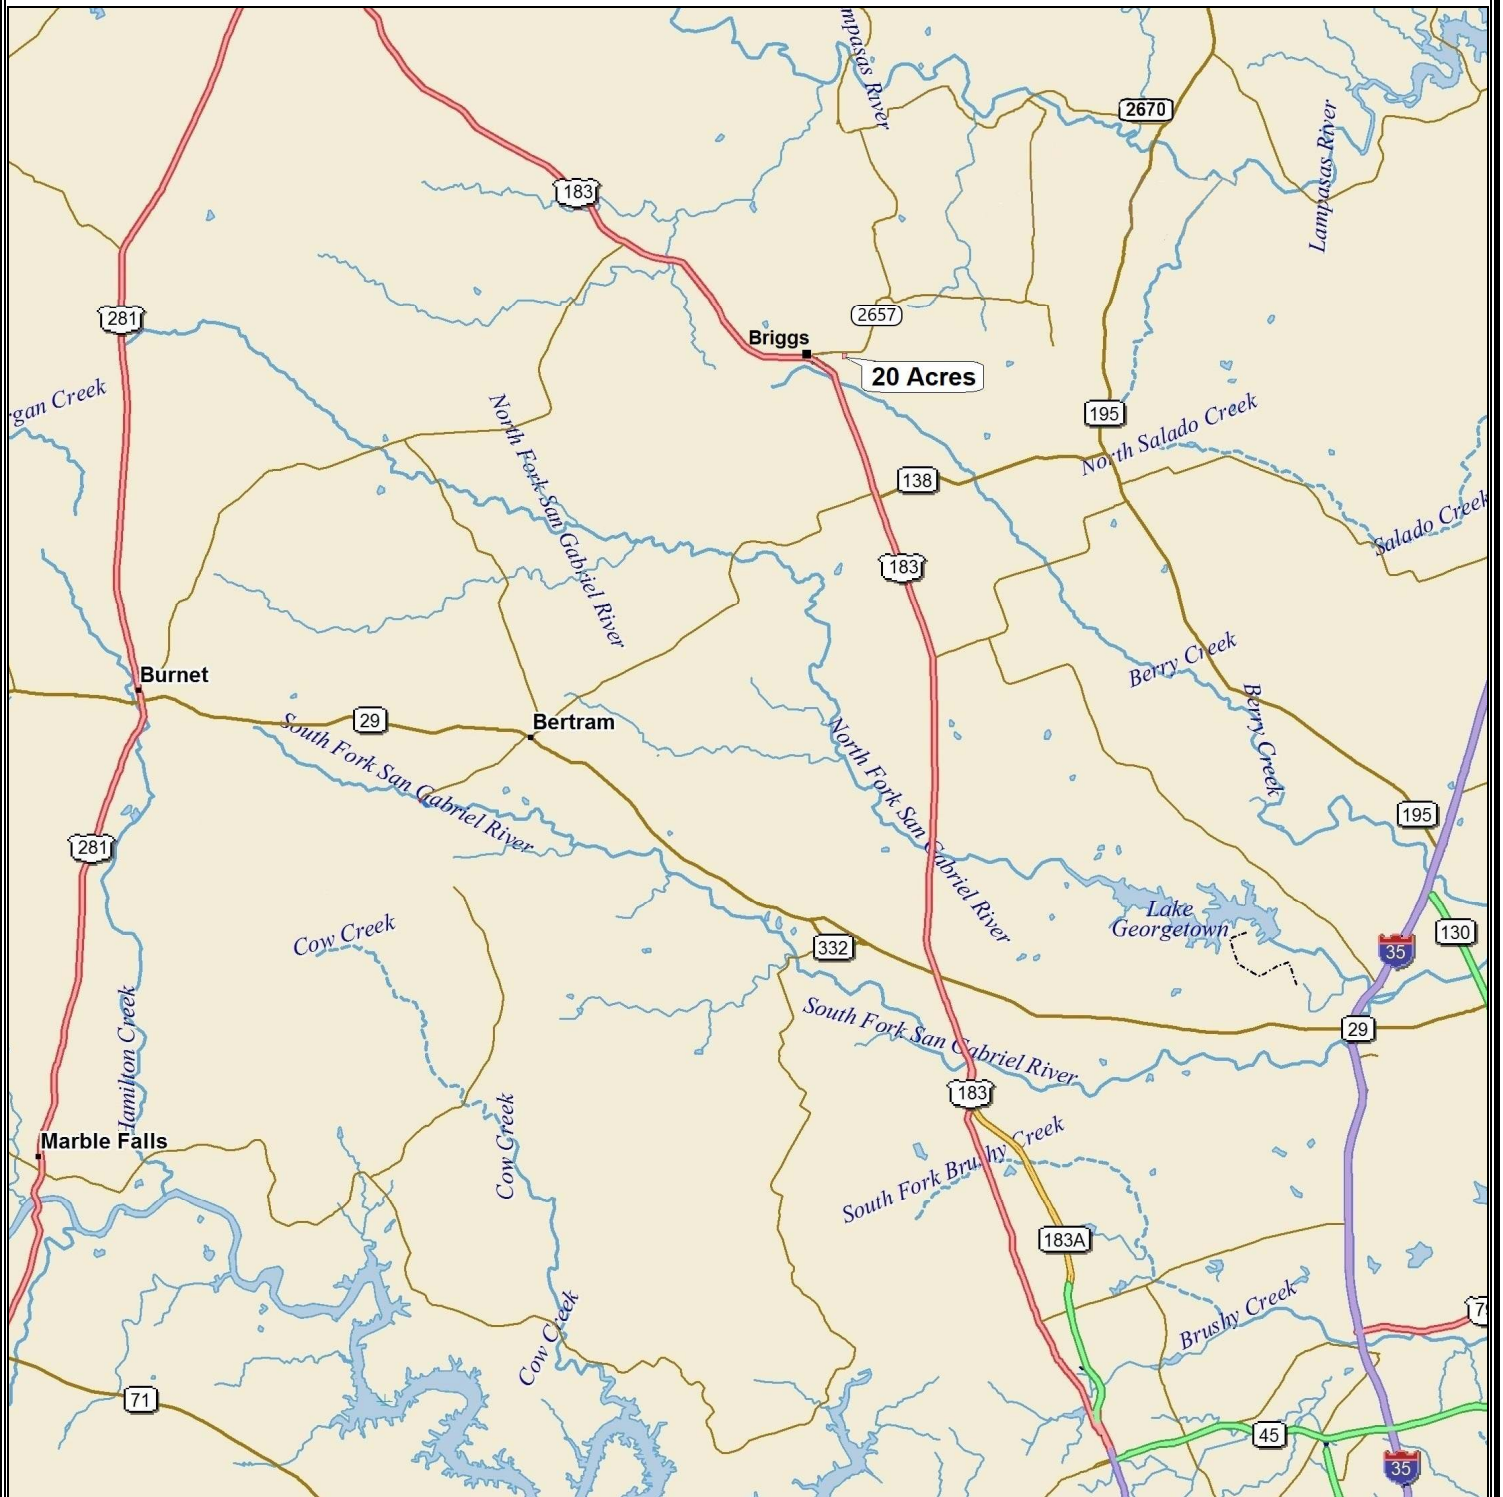 mpasas River
2670
Lampasas River
183
281
2657
Briggs
20 Acres
rgan Creek
195
North Salado Creek
North Fork San Gabriel River
138
Salado Creek
183
Burnet
Berry Creek
Berry Creek
29
Bertram
South Fork San Gabriel River
North Fork San Gabriel River
195
281
Lake
Georgetown
Cow Creek
332
130
35
Hamilton Creek
South Fork San Gabriel River
29
183
Cow Creek
Marble Falls
South Fork Brushy Creek
183A
Brushy Creek
79
Cow Creek
71
45
35